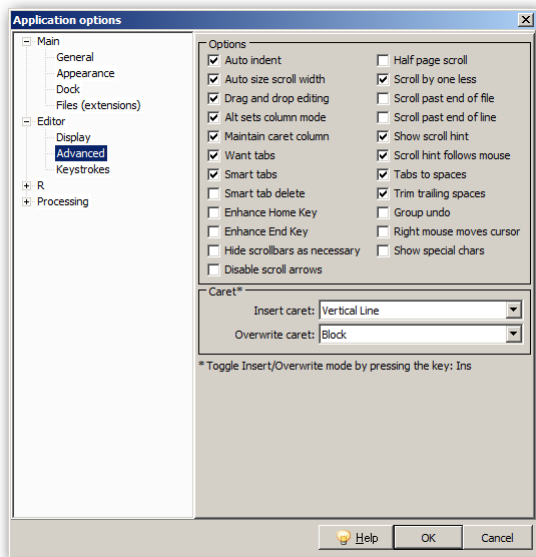 Application options
Main
General
Appearance
Dock
Files (extensions)
Editor
Display
Advanced
Keystrokes
R
Processing
Options
Auto indent
Auto size scroll width
Drag and drop editing
Alt sets column mode
Maintain caret column
Want tabs
Smart tabs
Smart tab delete
Enhance Home Key
Enhance End Key
Hide scrollbars as necessary
Disable scroll arrows
Half page scroll
Scroll by one less
Scroll past end of file
Scroll past end of line
Show scroll hint
Scroll hint follows mouse
Tabs to spaces
Trim trailing spaces
Group undo
Right mouse moves cursor
Show special chars
Caret*
Insert caret: Vertical Line
Overwrite caret: Block
* Toggle Insert/Overwrite mode by pressing the key: Ins
Help OK Cancel